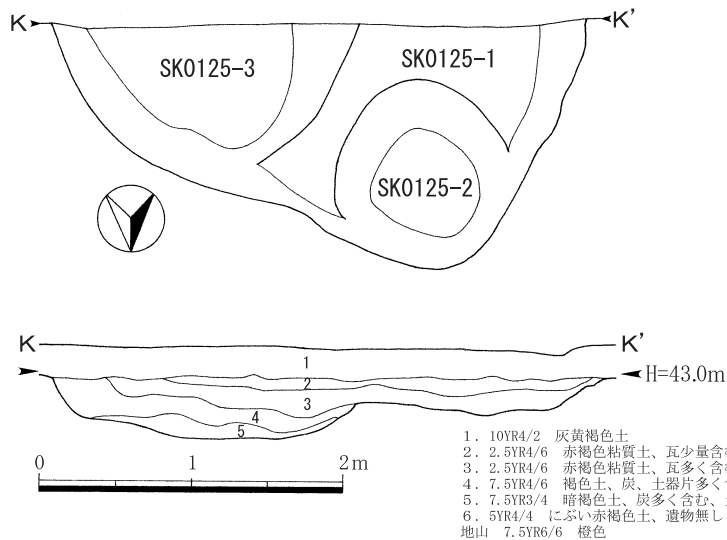 K K'
SK0125-3
SK0125-1
SK0125-2
K K'
1
2
3
4
5
H=43.0m
0 1 2m
1. 10YR4/2 灰黄褐色土
2. 2.5YR4/6 赤褐色粘質土、瓦少量含
3. 2.5YR4/6 赤褐色粘質土、瓦多く含
4. 7.5YR4/6 褐色土、炭、土器片多く
5. 7.5YR3/4 暗褐色土、炭多く含む、
6. 5YR4/4 にぶい赤褐色土、遺物無し
地山 7.5YR6/6 橙色